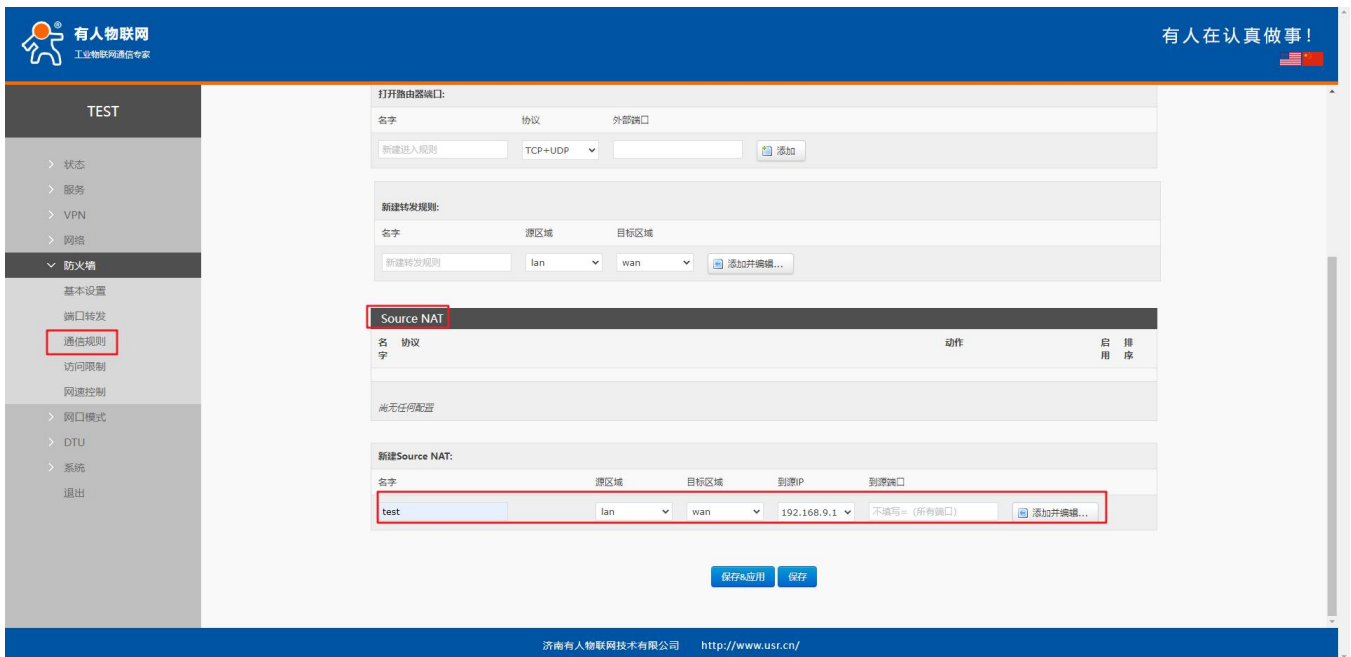 有人物联网
工业物联网通信专家
有人在认真做事！
TEST
状态
服务
VPN
网络
防火墙
基本设置
端口转发
通信规则
访问限制
网速控制
网口模式
DTU
系统
退出
打开路由器端口:
名字 协议 外部端口
新建进入规则 TCP+UDP 添加
新建转发规则:
名字 源区域 目标区域
新建转发规则 lan wan 添加并编辑...
Source NAT
名字 协议 动作 启用 排序
尚无任何配置
新建Source NAT:
名字 源区域 目标区域 到源IP 到源端口
test lan wan 192.168.9.1 不填写=（所有端口） 添加并编辑...
保存&应用 保存
济南有人物联网技术有限公司 http://www.usr.cn/